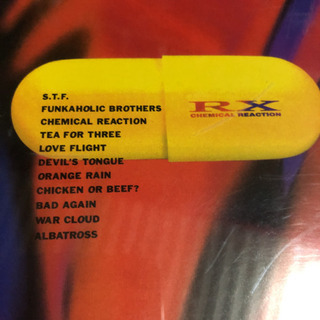 S.T.F.
FUNKAHOLIC BROTHERS
CHEMICAL REACTION
TEA FOR THREE
LOVE FLIGHT
DEVIL'S TONGUE
ORANGE RAIN
CHICKEN OR BEEF?
BAD AGAIN
WAR CLOUD
ALBATROSS
RX
CHEMICAL REACTION